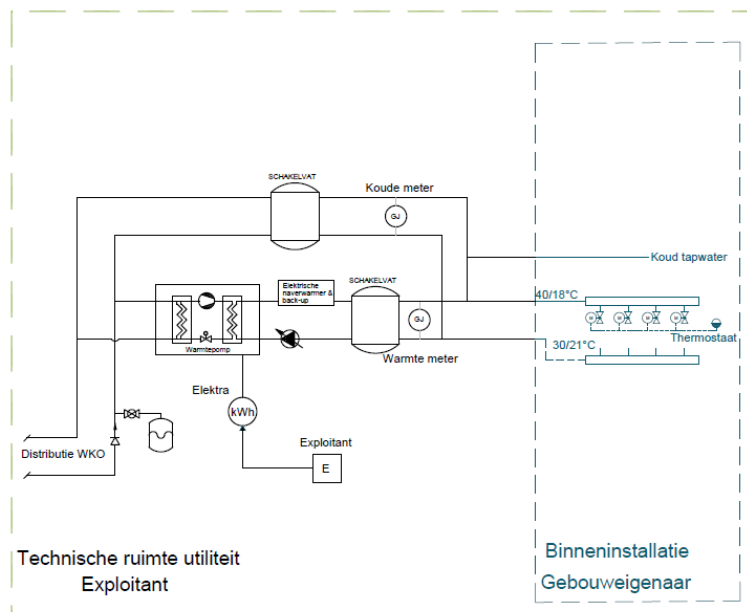 SCHAKELVAT
Koude meter
GJ
Koud tapwater
Elektrische
naverwarmer &
back-up
SCHAKELVAT
40/18°C
GJ
M M M M
Thermostaat
30/21°C
Warmtepomp
Warmte meter
Elektra
kWh
Exploitant
E
Distributie WKO
Technische ruimte utiliteit
Exploitant
Binneninstallatie
Gebouweigenaar